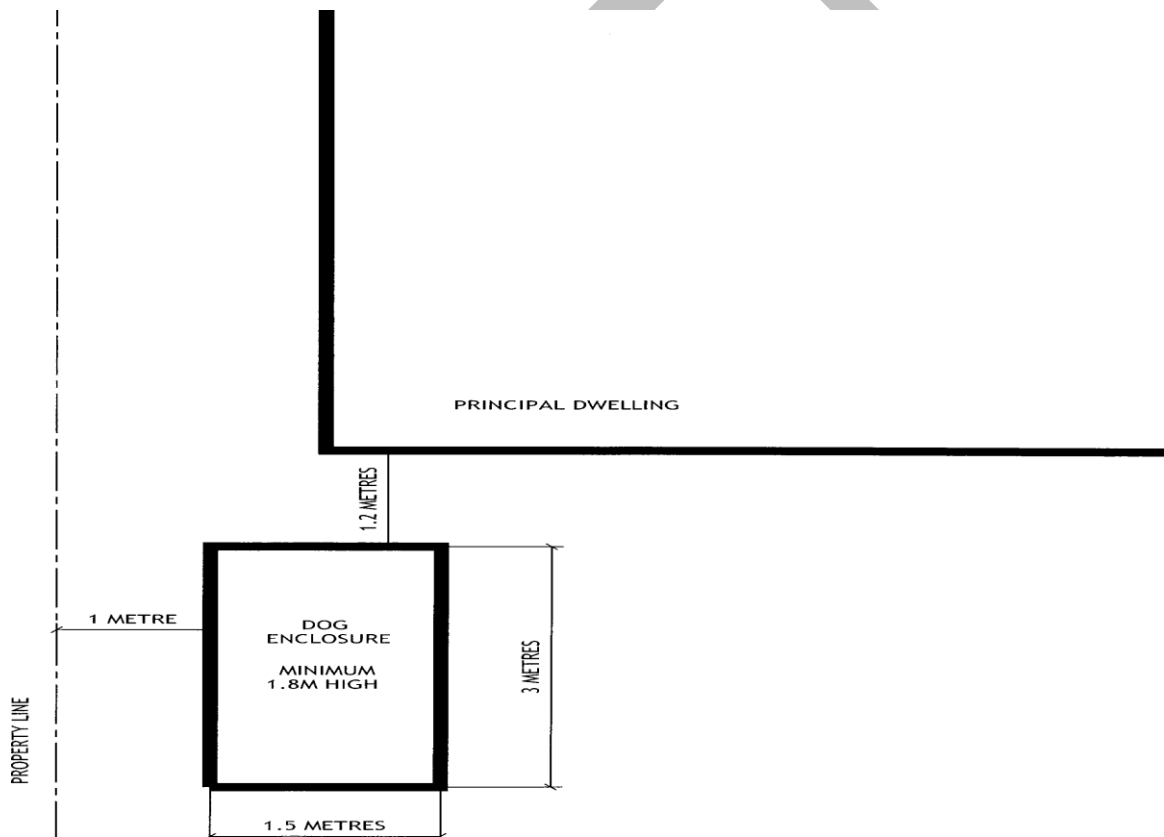 PRINCIPAL DWELLING
1.2 METRES
1 METRE
DOG
ENCLOSURE
MINIMUM
1.8M HIGH
3 METRES
PROPERTY LINE
1.5 METRES